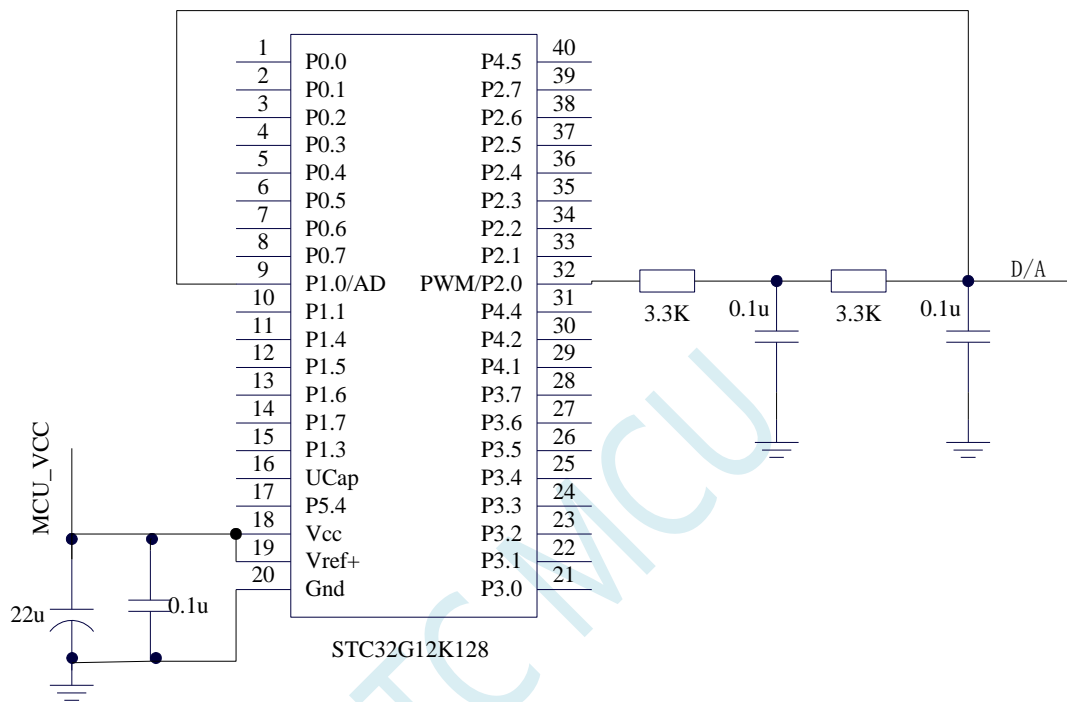 1 P0.0 P4.5 40
2 P0.1 P2.7 39
3 P0.2 P2.6 38
4 P0.3 P2.5 37
5 P0.4 P2.4 36
6 P0.5 P2.3 35
7 P0.6 P2.2 34
8 P0.7 P2.1 33
9 P1.0/AD PWM/P2.0 32
10 P1.1 P4.4 31
11 P1.4 P4.2 30
12 P1.5 P4.1 29
13 P1.6 P3.7 28
14 P1.7 P3.6 27
15 P1.3 P3.5 26
16 UCap P3.4 25
17 P5.4 P3.3 24
18 Vcc P3.2 23
19 Vref+ P3.1 22
20 Gnd P3.0 21
STC32G12K128
3.3K
0.1u
3.3K
0.1u
D/A
MCU_VCC
22u
0.1u
TC MCU